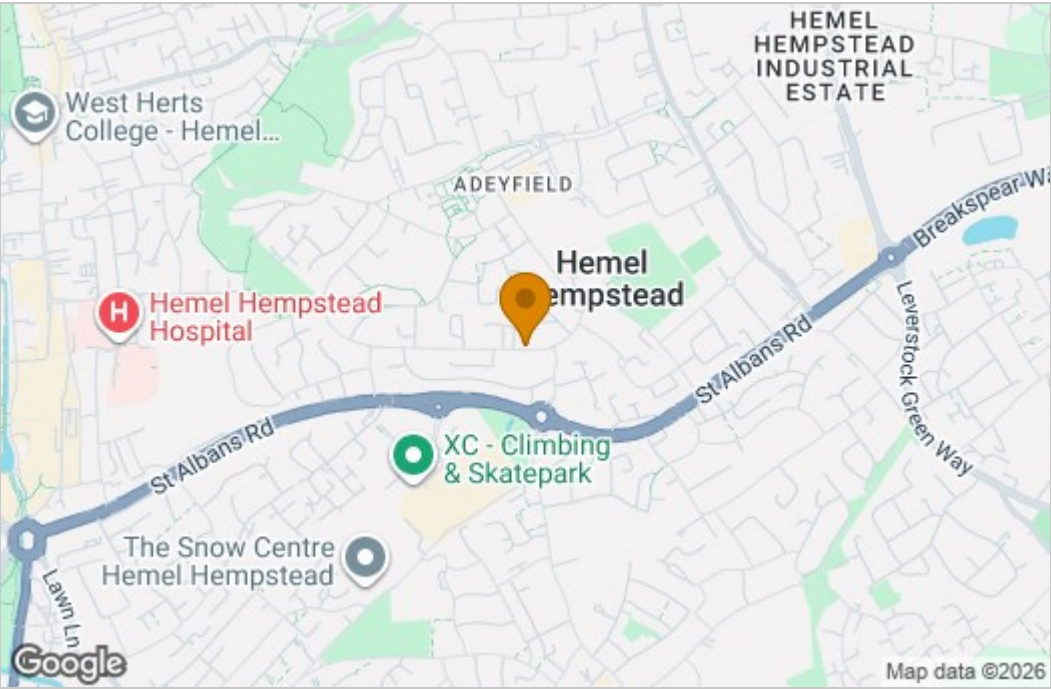 HEMEL
HEMPSTEAD
INDUSTRIAL
ESTATE
West Herts
College - Hemel...
ADEYFIELD
Breakspear Wa
Hemel
empstead
H
Hemel Hempstead
Hospital
St Albans Rd
Leverstock Green Way
St Albans Rd
XC - Climbing
& Skatepark
The Snow Centre
Hemel Hempstead
Lawn Ln
Google
Map data ©2026